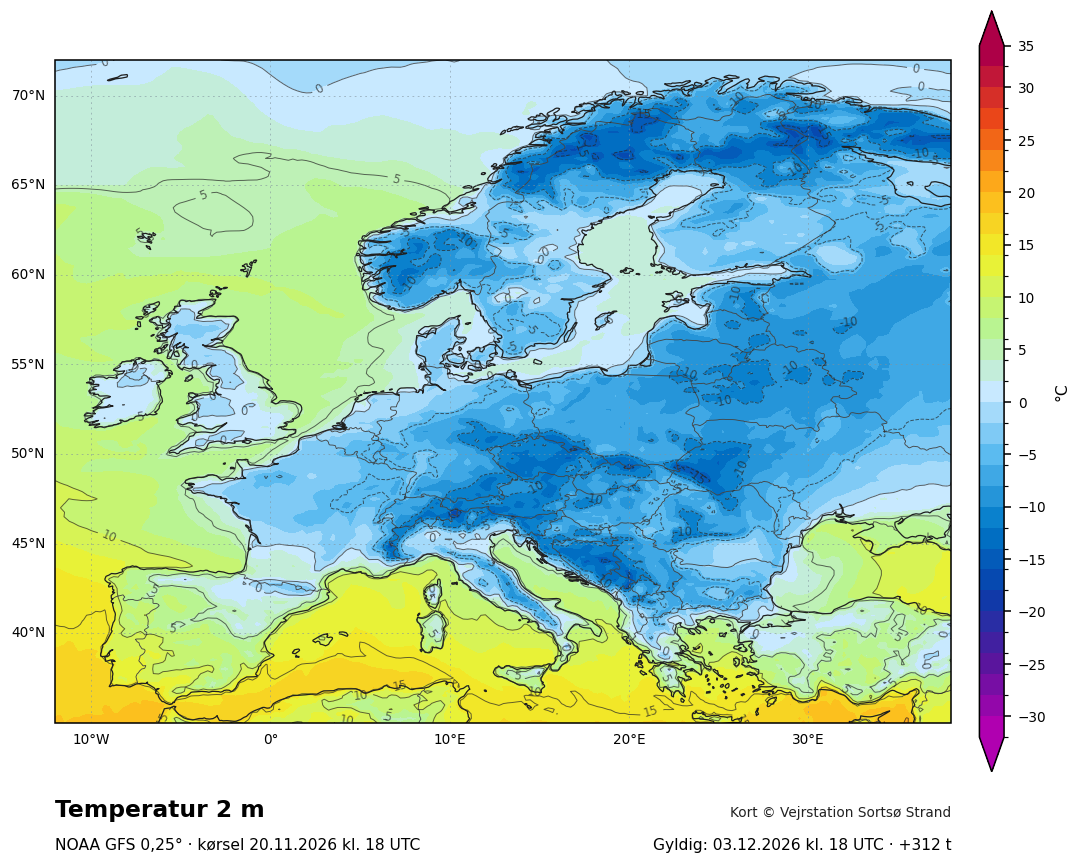 70°N
65°N
60°N
55°N
50°N
45°N
40°N
10°W 0° 10°E 20°E 30°E
35
30
25
20
15
10
5
0
−5
−10
−15
−20
−25
−30
°C
Temperatur 2 m
Kort © Vejrstation Sortsø Strand
NOAA GFS 0,25° · kørsel 20.11.2026 kl. 18 UTC
Gyldig: 03.12.2026 kl. 18 UTC · +312 t